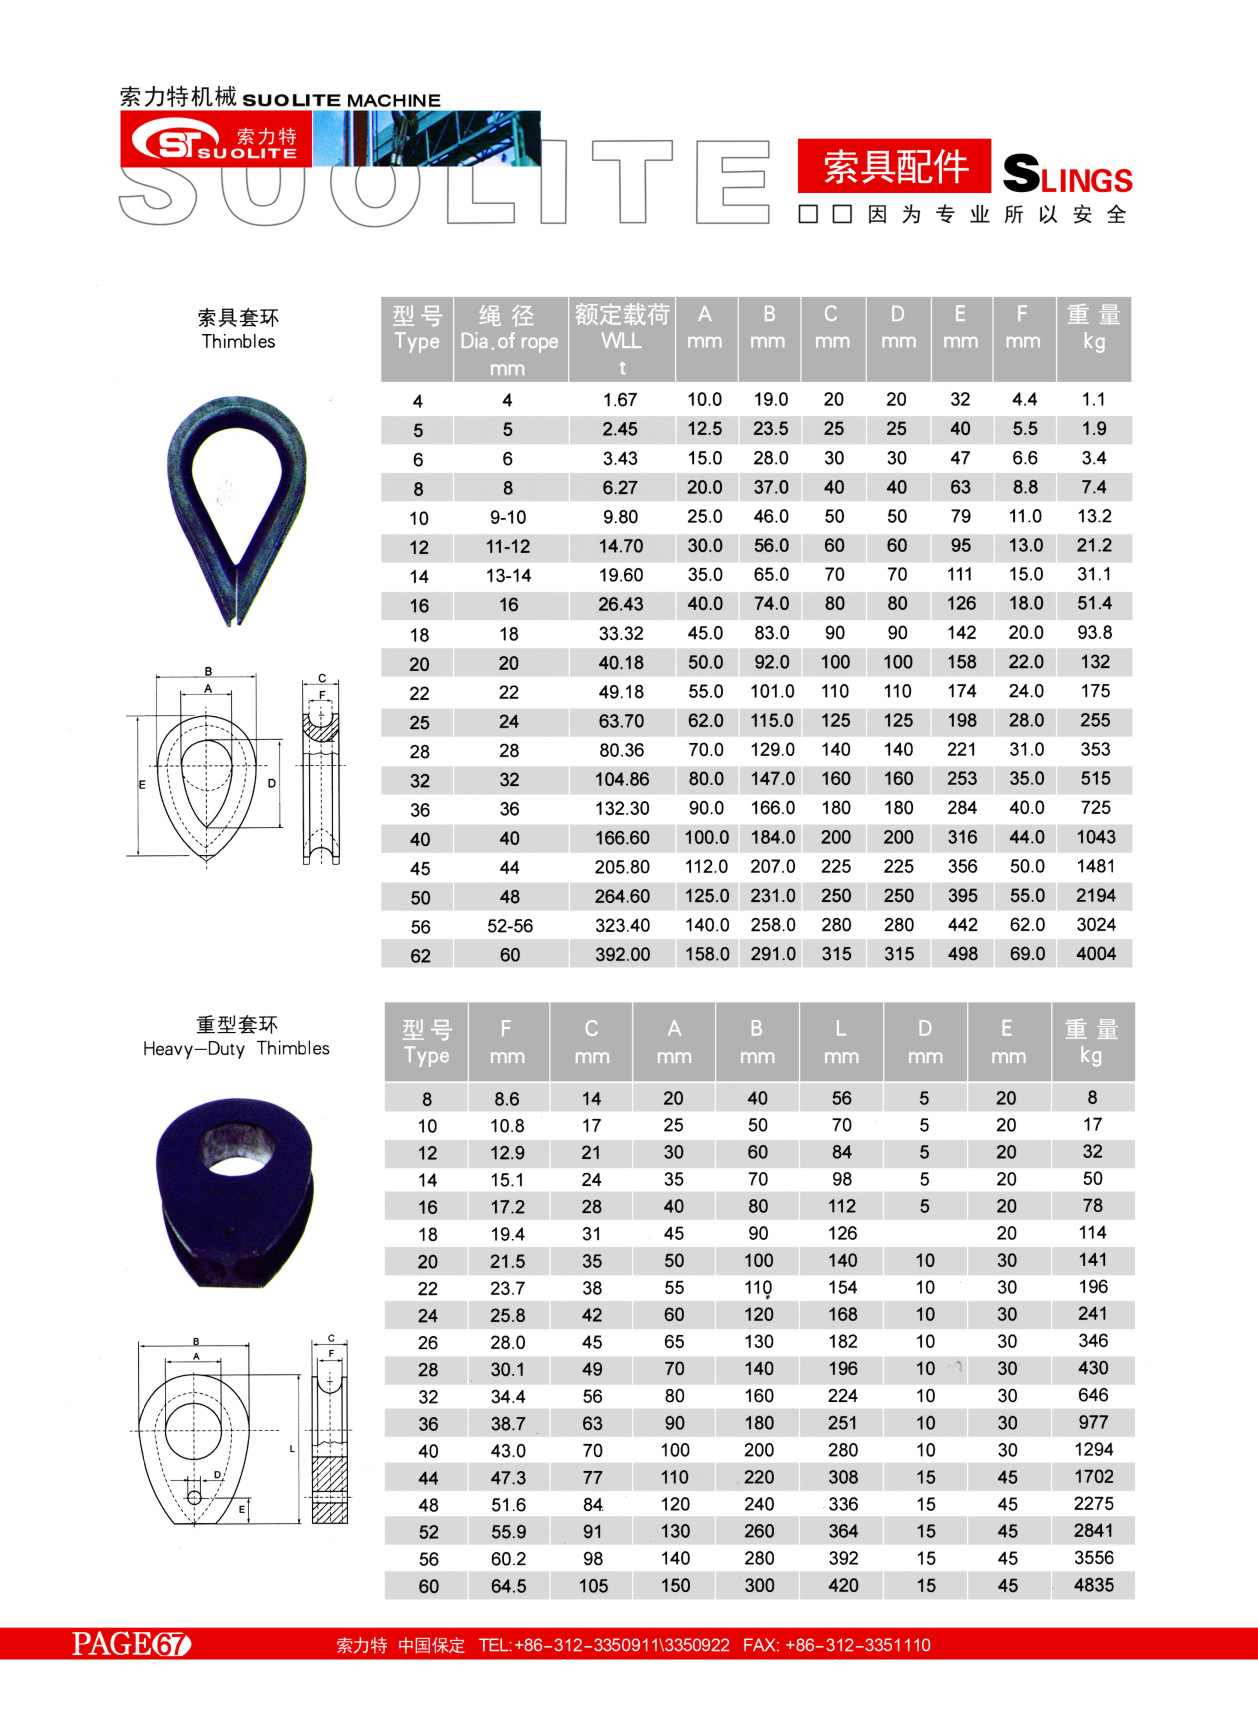 索力特机械 SUOLITE MACHINE
ST 索力特
SUOLITE
SUOLITE
索具配件 SLINGS
□ □ 因 为 专 业 所 以 安 全
索具套环
Thimbles
型号 绳径 额定载荷 A B C D E F 重量
Type Dia.of rope WLL mm mm mm mm mm mm kg
mm t
4 4 1.67 10.0 19.0 20 20 32 4.4 1.1
5 5 2.45 12.5 23.5 25 25 40 5.5 1.9
6 6 3.43 15.0 28.0 30 30 47 6.6 3.4
8 8 6.27 20.0 37.0 40 40 63 8.8 7.4
10 9-10 9.80 25.0 46.0 50 50 79 11.0 13.2
12 11-12 14.70 30.0 56.0 60 60 95 13.0 21.2
14 13-14 19.60 35.0 65.0 70 70 111 15.0 31.1
16 16 26.43 40.0 74.0 80 80 126 18.0 51.4
18 18 33.32 45.0 83.0 90 90 142 20.0 93.8
20 20 40.18 50.0 92.0 100 100 158 22.0 132
22 22 49.18 55.0 101.0 110 110 174 24.0 175
25 24 63.70 62.0 115.0 125 125 198 28.0 255
28 28 80.36 70.0 129.0 140 140 221 31.0 353
32 32 104.86 80.0 147.0 160 160 253 35.0 515
36 36 132.30 90.0 166.0 180 180 284 40.0 725
40 40 166.60 100.0 184.0 200 200 316 44.0 1043
45 44 205.80 112.0 207.0 225 225 356 50.0 1481
50 48 264.60 125.0 231.0 250 250 395 55.0 2194
56 52-56 323.40 140.0 258.0 280 280 442 62.0 3024
62 60 392.00 158.0 291.0 315 315 498 69.0 4004
B
C
A
F
E
D
重型套环
Heavy-Duty Thimbles
型号 F C A B L D E 重量
Type mm mm mm mm mm mm mm kg
8 8.6 14 20 40 56 5 20 8
10 10.8 17 25 50 70 5 20 17
12 12.9 21 30 60 84 5 20 32
14 15.1 24 35 70 98 5 20 50
16 17.2 28 40 80 112 5 20 78
18 19.4 31 45 90 126 20 114
20 21.5 35 50 100 140 10 30 141
22 23.7 38 55 110 154 10 30 196
24 25.8 42 60 120 168 10 30 241
26 28.0 45 65 130 182 10 30 346
28 30.1 49 70 140 196 10 30 430
32 34.4 56 80 160 224 10 30 646
36 38.7 63 90 180 251 10 30 977
40 43.0 70 100 200 280 10 30 1294
44 47.3 77 110 220 308 15 45 1702
48 51.6 84 120 240 336 15 45 2275
52 55.9 91 130 260 364 15 45 2841
56 60.2 98 140 280 392 15 45 3556
60 64.5 105 150 300 420 15 45 4835
B
C
A
F
L
D
E
PAGE 67
索力特 中国保定 TEL:+86-312-3350911\3350922 FAX: +86-312-3351110